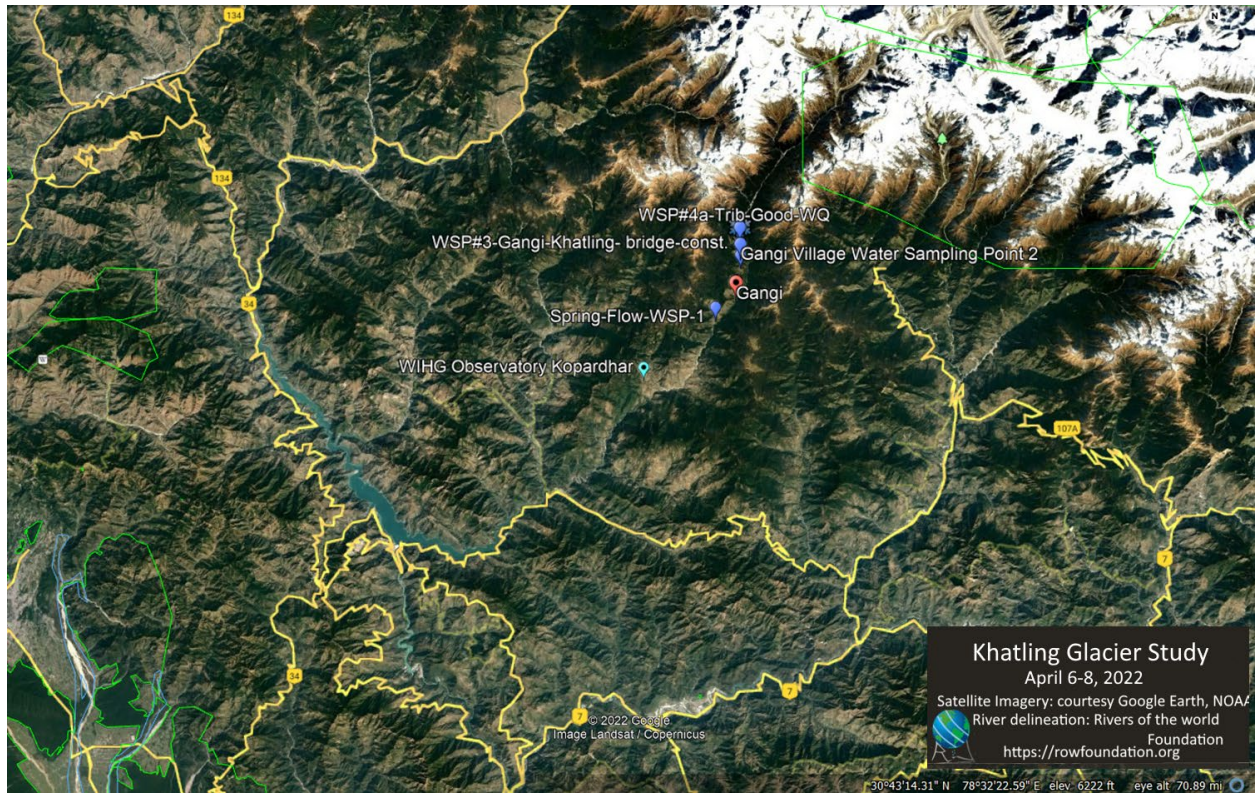 134
N
134
WSP#4a-Trib-Good-WQ
WSP#3-Gangi-Khatling- bridge-const.
Gangi Village Water Sampling Point 2
Gangi
34
Spring-Flow-WSP-1
WIHG Observatory Kopardhar
107A
7
34
7
7
© 2022 Google
Image Landsat / Copernicus
Khatling Glacier Study
April 6-8, 2022
Satellite Imagery: courtesy Google Earth, NOAA
River delineation: Rivers of the world
Foundation
https://rowfoundation.org
30°43'14.31" N 78°32'22.59" E elev 6222 ft eye alt 70.89 mi